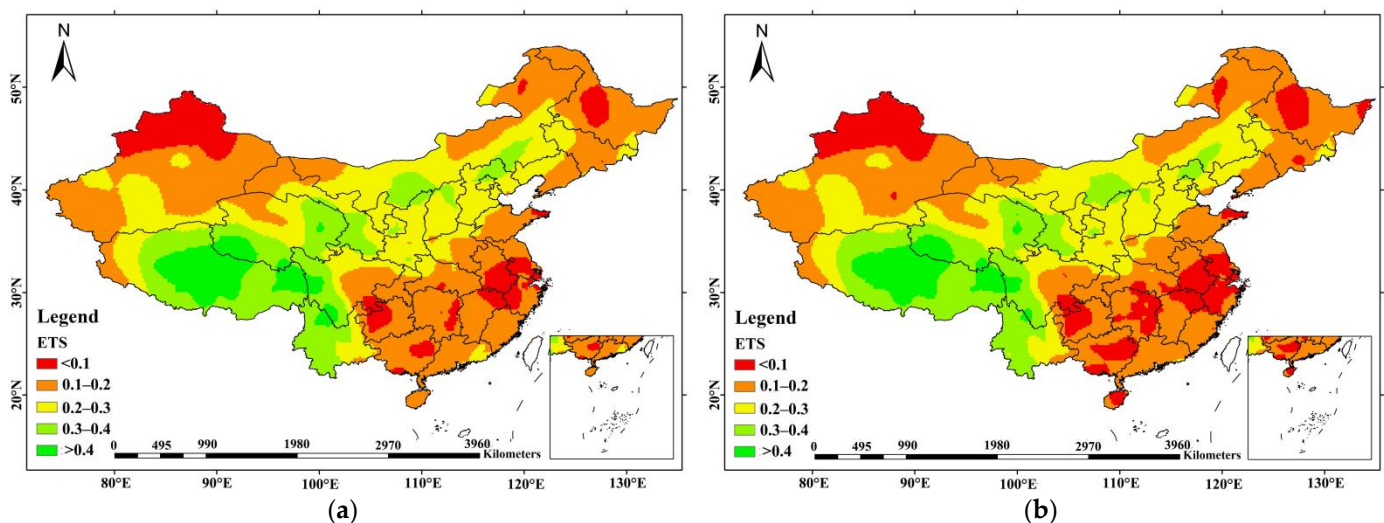 N
50°N
40°N
30°N
20°N
Legend
ETS
<0.1
0.1–0.2
0.2–0.3
0.3–0.4
>0.4
0 495 990 1980 2970 3960
Kilometers
80°E 90°E 100°E 110°E 120°E 130°E
(a)
N
50°N
40°N
30°N
20°N
Legend
ETS
<0.1
0.1–0.2
0.2–0.3
0.3–0.4
>0.4
0 495 990 1980 2970 3960
Kilometers
80°E 90°E 100°E 110°E 120°E 130°E
(b)